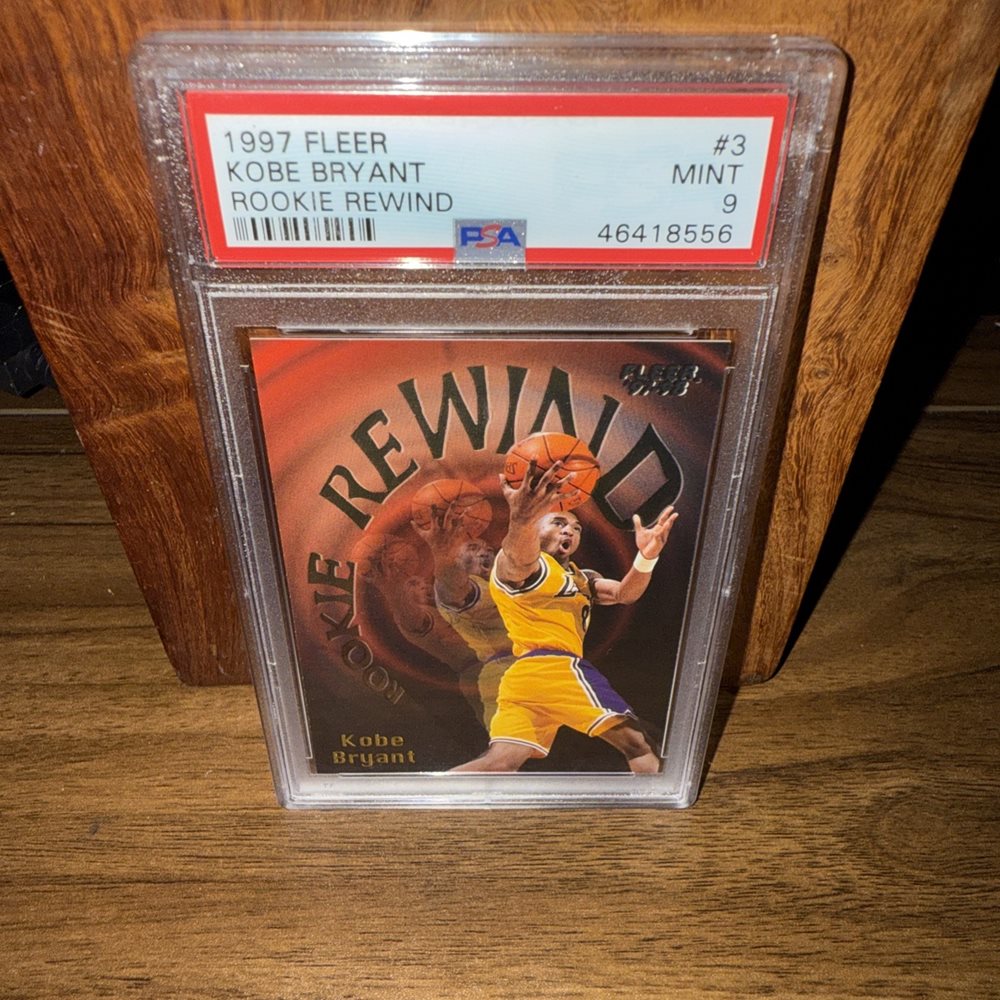 1997 FLEER #3
KOBE BRYANT MINT
ROOKIE REWIND 9
PSA 46418556
FLEER
'97-'98
REWIND
ROOKIE
Kobe
Bryant